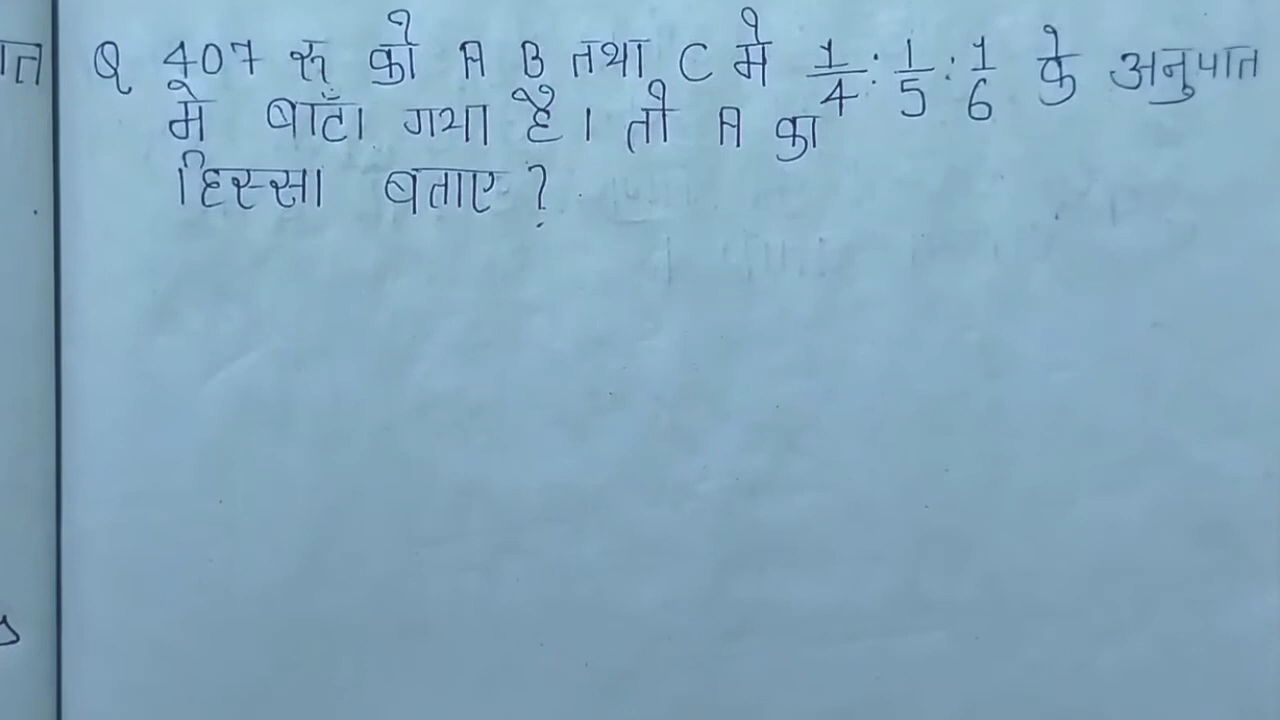 Q 407 रू को A B तथा C मे 1/4 : 1/5 : 1/6 के अनुपात
मे बाँटा गया है। तो A का
हिस्सा बताए ?